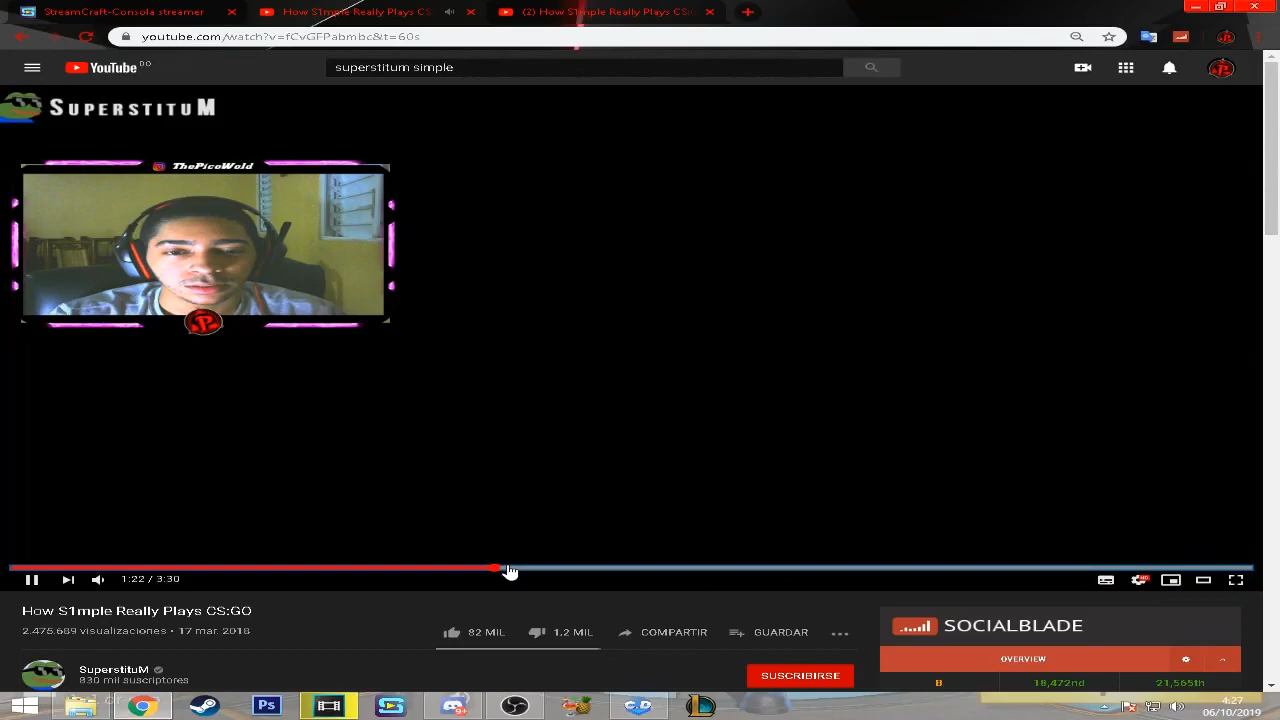 StreamCraft-Consola streamer
How S1mple Really Plays CS
(2) How S1mple Really Plays CS:G
youtube.com/watch?v=fCvGFPabmbc&t=60s
YouTube DO
superstitum simple
SUPERSTITUM
ThePicoWold
1:22 / 3:30
HD
How S1mple Really Plays CS:GO
2.475.689 visualizaciones • 17 mar. 2018
82 MIL
1,2 MIL
COMPARTIR
GUARDAR
SuperstituM
830 mil suscriptores
SUSCRIBIRSE
SOCIALBLADE
OVERVIEW
B
18,472nd
21,565th
Ps
4:27
06/10/2019